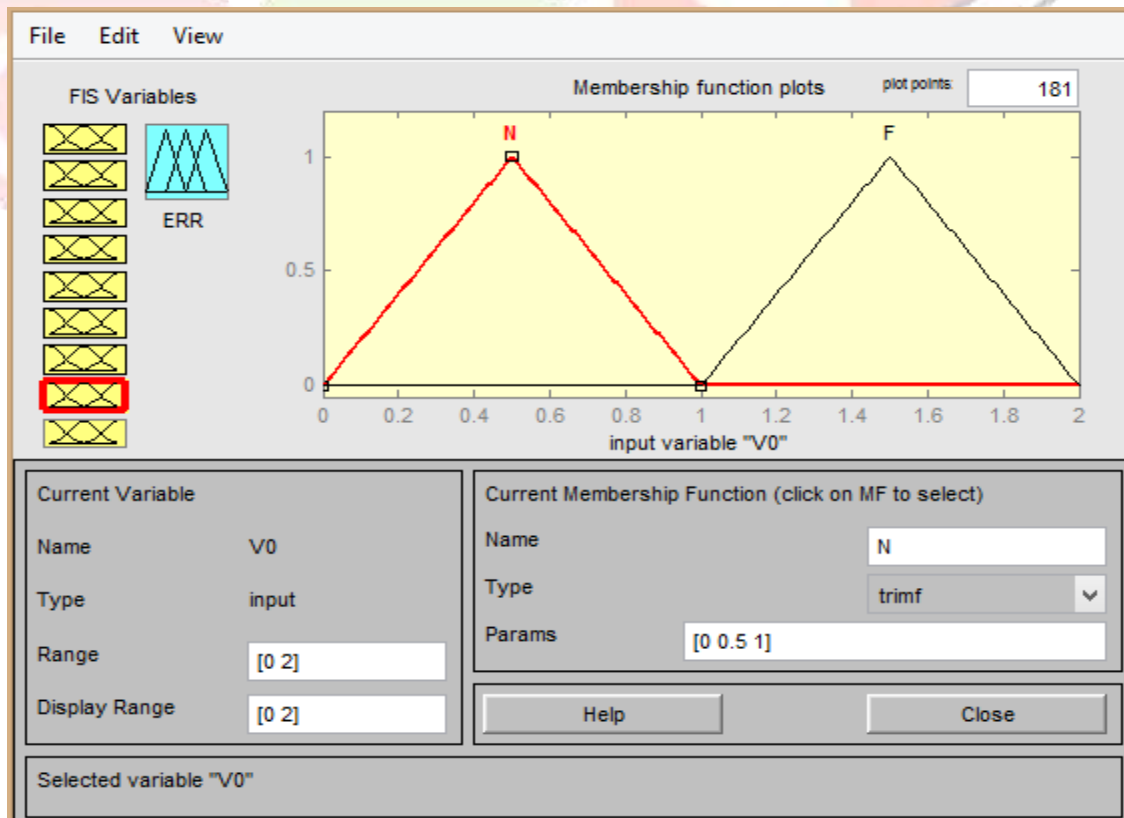 File Edit View
FIS Variables
Membership function plots
plot points:
181
ERR
N
F
1
0.5
0
0 0.2 0.4 0.6 0.8 1 1.2 1.4 1.6 1.8 2
input variable "V0"
Current Variable
Name V0
Type input
Range [0 2]
Display Range [0 2]
Current Membership Function (click on MF to select)
Name N
Type trimf
Params [0 0.5 1]
Help Close
Selected variable "V0"